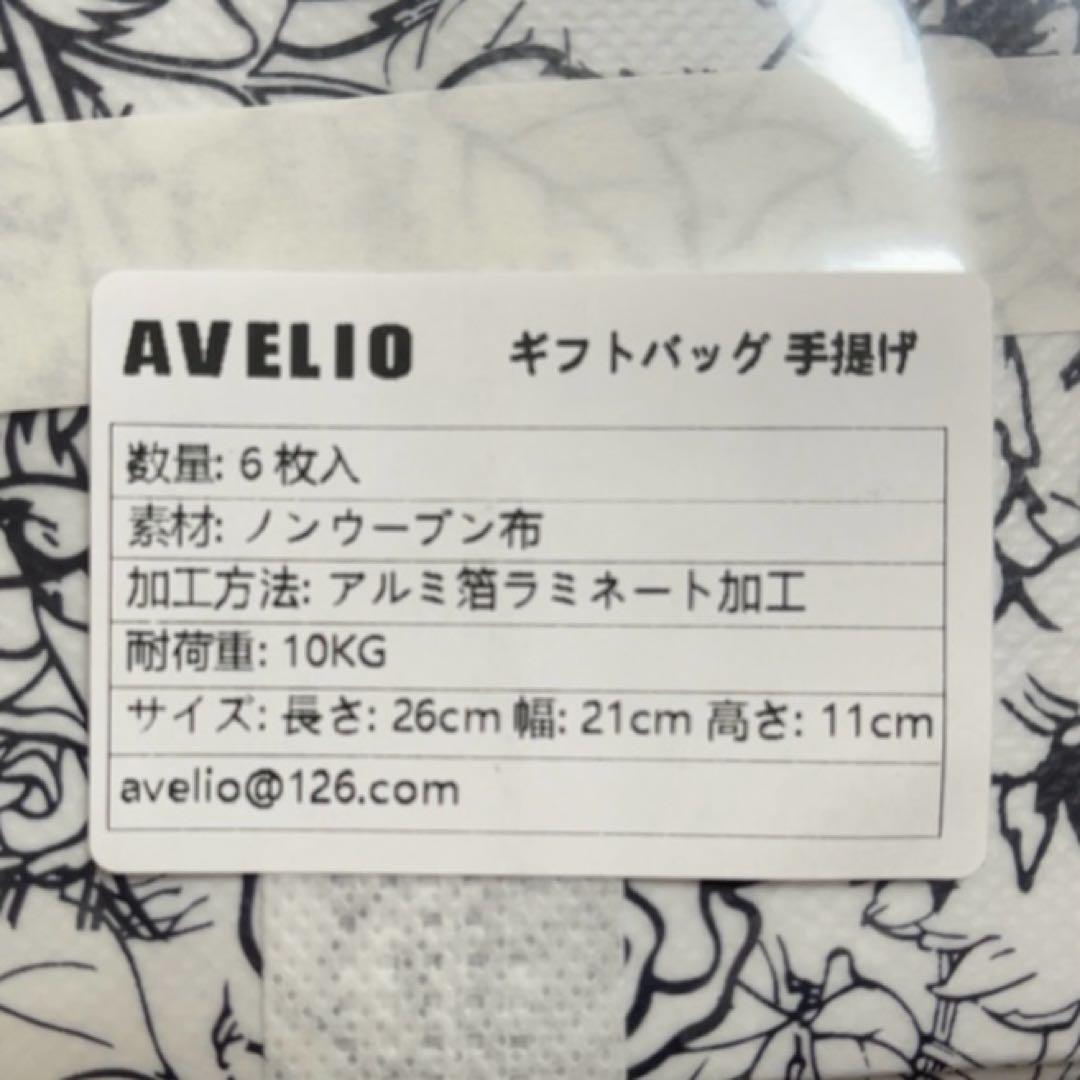 AVELIO ギフトバッグ 手提げ
数量: 6 枚入
素材: ノンウーブン布
加工方法: アルミ箔ラミネート加工
耐荷重: 10KG
サイズ: 長さ: 26cm 幅: 21cm 高さ: 11cm
avelio@126.com